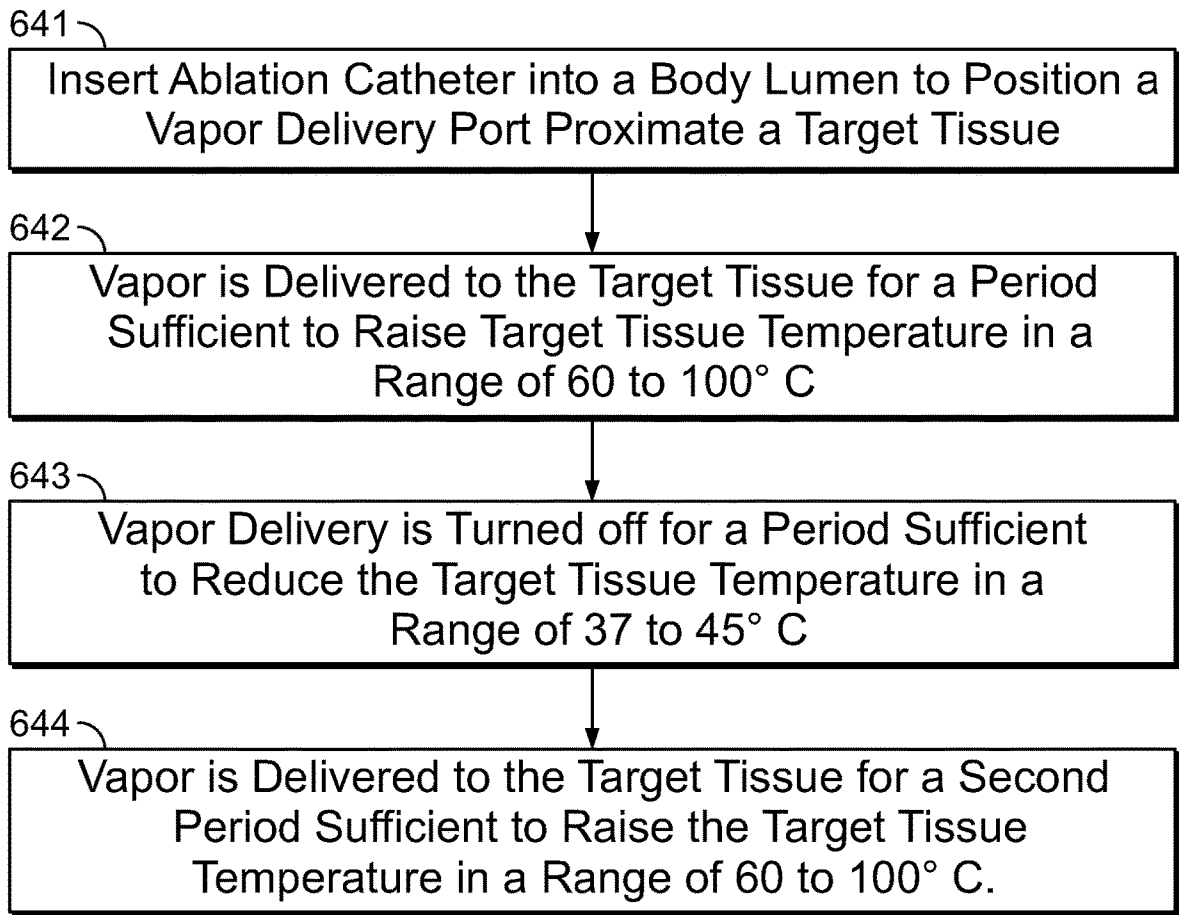 641
Insert Ablation Catheter into a Body Lumen to Position a
Vapor Delivery Port Proximate a Target Tissue
642
Vapor is Delivered to the Target Tissue for a Period
Sufficient to Raise Target Tissue Temperature in a
Range of 60 to 100° C
643
Vapor Delivery is Turned off for a Period Sufficient
to Reduce the Target Tissue Temperature in a
Range of 37 to 45° C
644
Vapor is Delivered to the Target Tissue for a Second
Period Sufficient to Raise the Target Tissue
Temperature in a Range of 60 to 100° C.